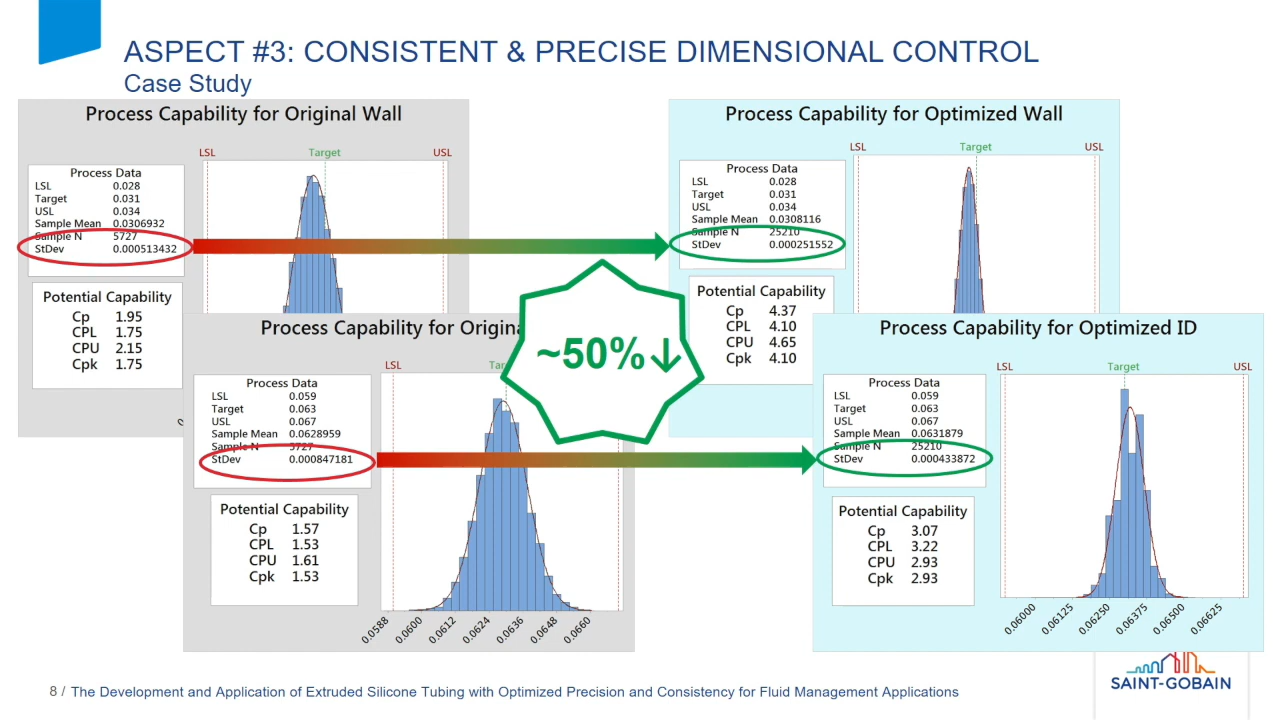 ASPECT #3: CONSISTENT & PRECISE DIMENSIONAL CONTROL
Case Study
Process Capability for Original Wall
LSL Target USL
Process Data
LSL 0.028
Target 0.031
USL 0.034
Sample Mean 0.0306932
Sample N 5727
StDev 0.000513432
Potential Capability
Cp 1.95
CPL 1.75
CPU 2.15
Cpk 1.75
Process Capability for Optimized Wall
LSL Target USL
Process Data
LSL 0.028
Target 0.031
USL 0.034
Sample Mean 0.0308116
Sample N 25210
StDev 0.000251552
Potential Capability
Cp 4.37
CPL 4.10
CPU 4.65
Cpk 4.10
~50%↓
Process Capability for Origina
LSL Tar
Process Data
LSL 0.059
Target 0.063
USL 0.067
Sample Mean 0.0628959
Sample N 5727
StDev 0.000847181
Potential Capability
Cp 1.57
CPL 1.53
CPU 1.61
Cpk 1.53
0.0588 0.0600 0.0612 0.0624 0.0636 0.0648 0.0660
Process Capability for Optimized ID
LSL Target USL
Process Data
LSL 0.059
Target 0.063
USL 0.067
Sample Mean 0.0631879
Sample N 25210
StDev 0.000433872
Potential Capability
Cp 3.07
CPL 3.22
CPU 2.93
Cpk 2.93
0.06000 0.06125 0.06250 0.06375 0.06500 0.06625
8 / The Development and Application of Extruded Silicone Tubing with Optimized Precision and Consistency for Fluid Management Applications
SAINT-GOBAIN